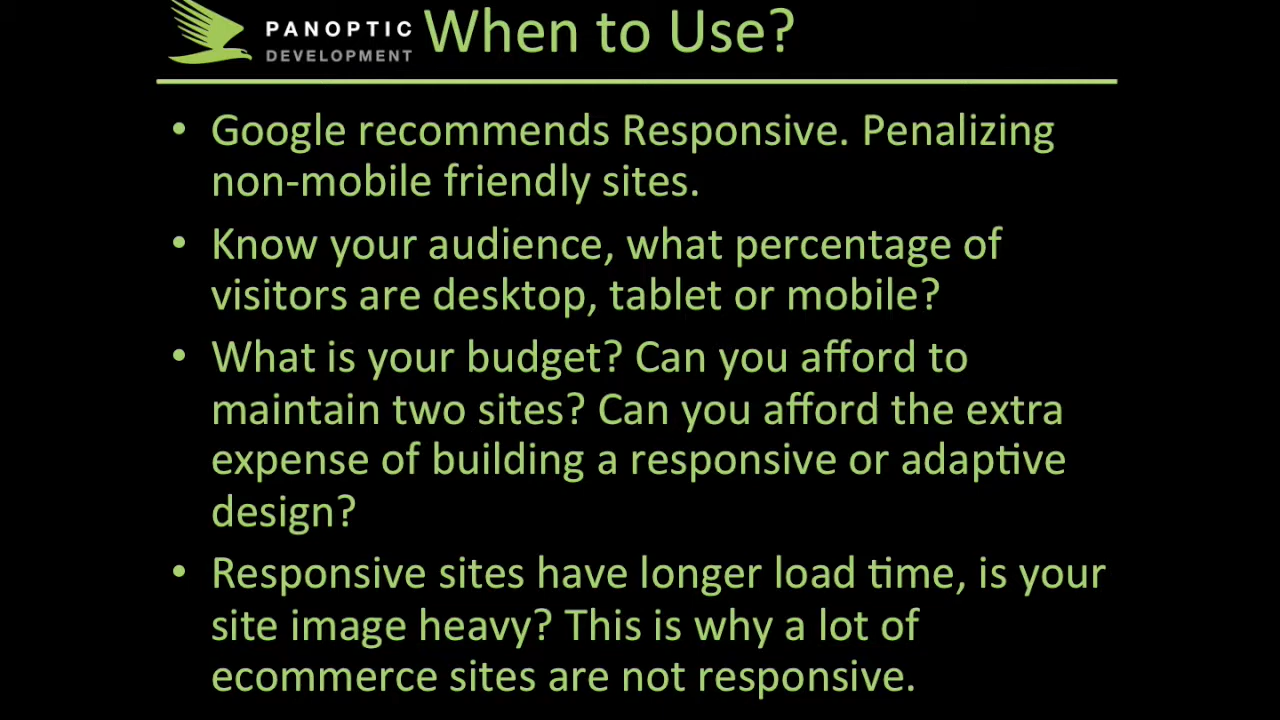 PANOPTIC
DEVELOPMENT
When to Use?
• Google recommends Responsive. Penalizing
non-mobile friendly sites.
• Know your audience, what percentage of
visitors are desktop, tablet or mobile?
• What is your budget? Can you afford to
maintain two sites? Can you afford the extra
expense of building a responsive or adaptive
design?
• Responsive sites have longer load time, is your
site image heavy? This is why a lot of
ecommerce sites are not responsive.